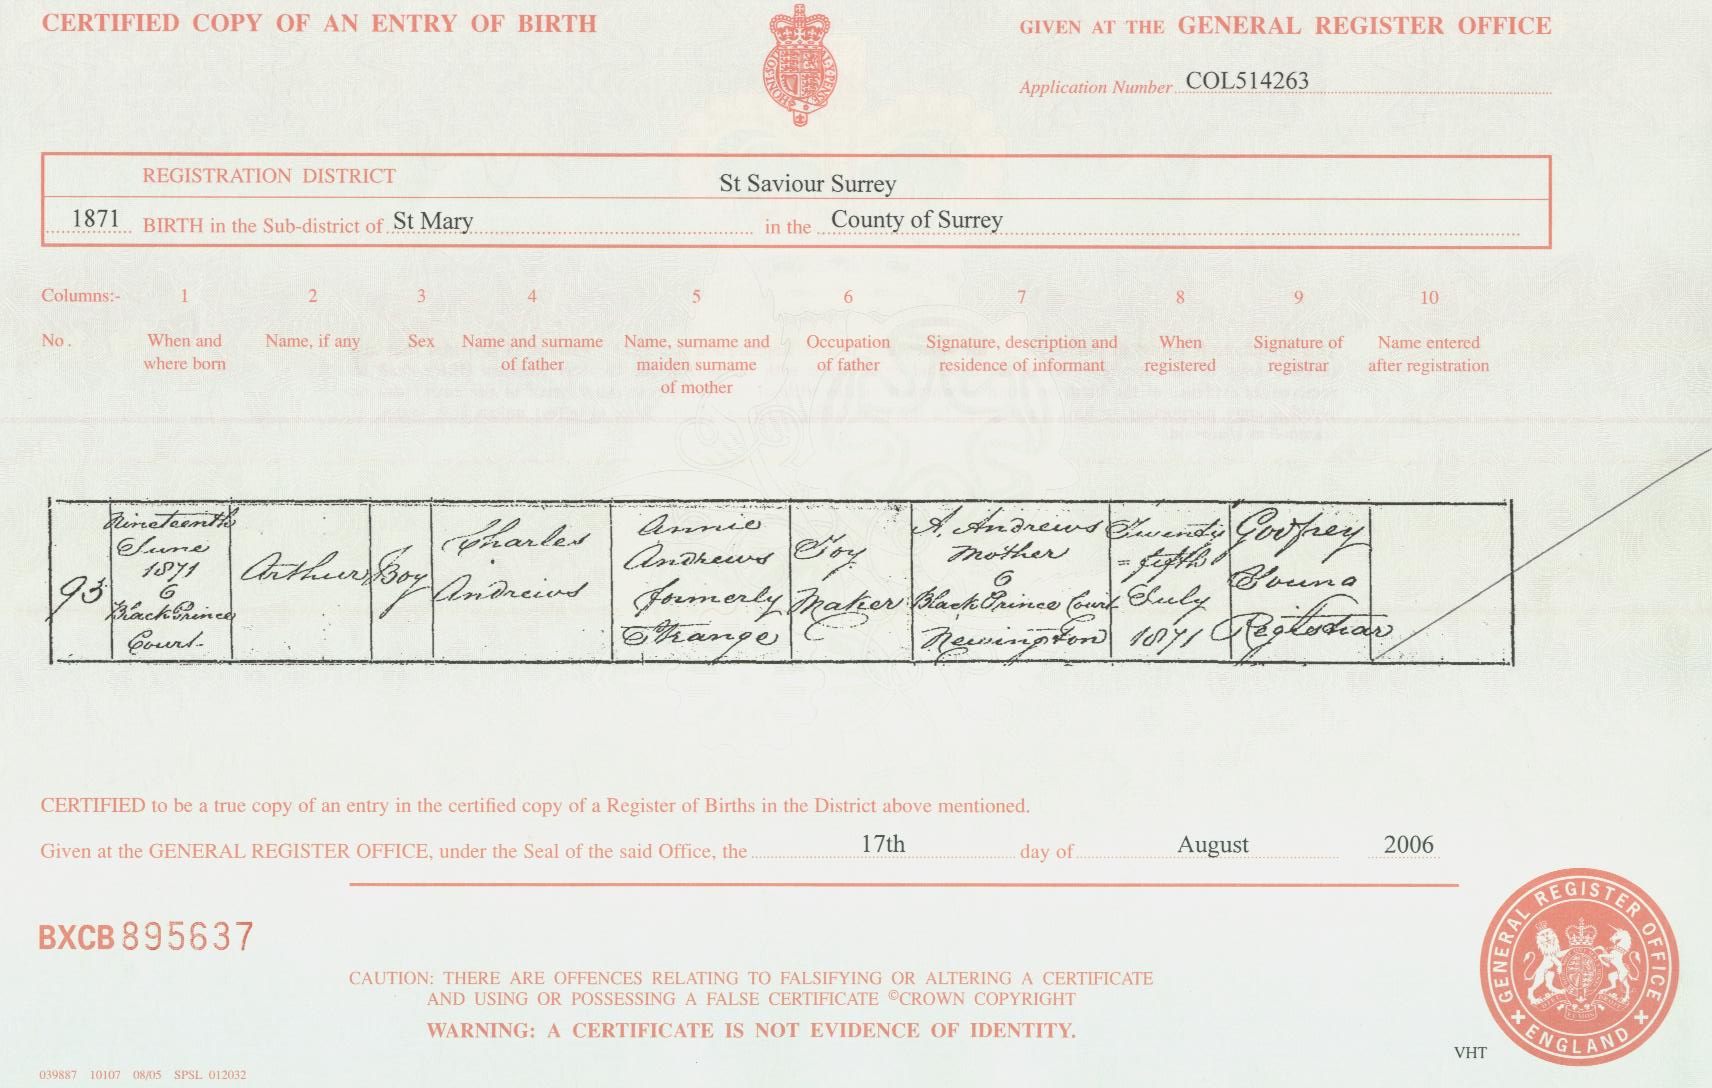 CERTIFIED COPY OF AN ENTRY OF BIRTH
GIVEN AT THE GENERAL REGISTER OFFICE
Application Number COL514263
REGISTRATION DISTRICT St Saviour Surrey
1871 BIRTH in the Sub-district of St Mary in the County of Surrey
Columns:- 1 2 3 4 5 6 7 8 9 10
No. When and where born
Name, if any
Sex
Name and surname of father
Name, surname and maiden surname of mother
Occupation of father
Signature, description and residence of informant
When registered
Signature of registrar
Name entered after registration
93
Nineteenth
June
1871
6
Black Prince
Court
Arthur
Boy
Charles
Andrews
Annie
Andrews
formerly
Strange
Toy
Maker
A. Andrews
Mother
6
Black Prince Court
Newington
Twenty
=fifth
July
1871
Godfrey
Registrar
CERTIFIED to be a true copy of an entry in the certified copy of a Register of Births in the District above mentioned.
Given at the GENERAL REGISTER OFFICE, under the Seal of the said Office, the 17th day of August 2006
BXCB 895637
CAUTION: THERE ARE OFFENCES RELATING TO FALSIFYING OR ALTERING A CERTIFICATE
AND USING OR POSSESSING A FALSE CERTIFICATE ©CROWN COPYRIGHT
WARNING: A CERTIFICATE IS NOT EVIDENCE OF IDENTITY.
GENERAL REGISTER OFFICE
ENGLAND
VHT
039887 10107 08/05 SPSL 012032